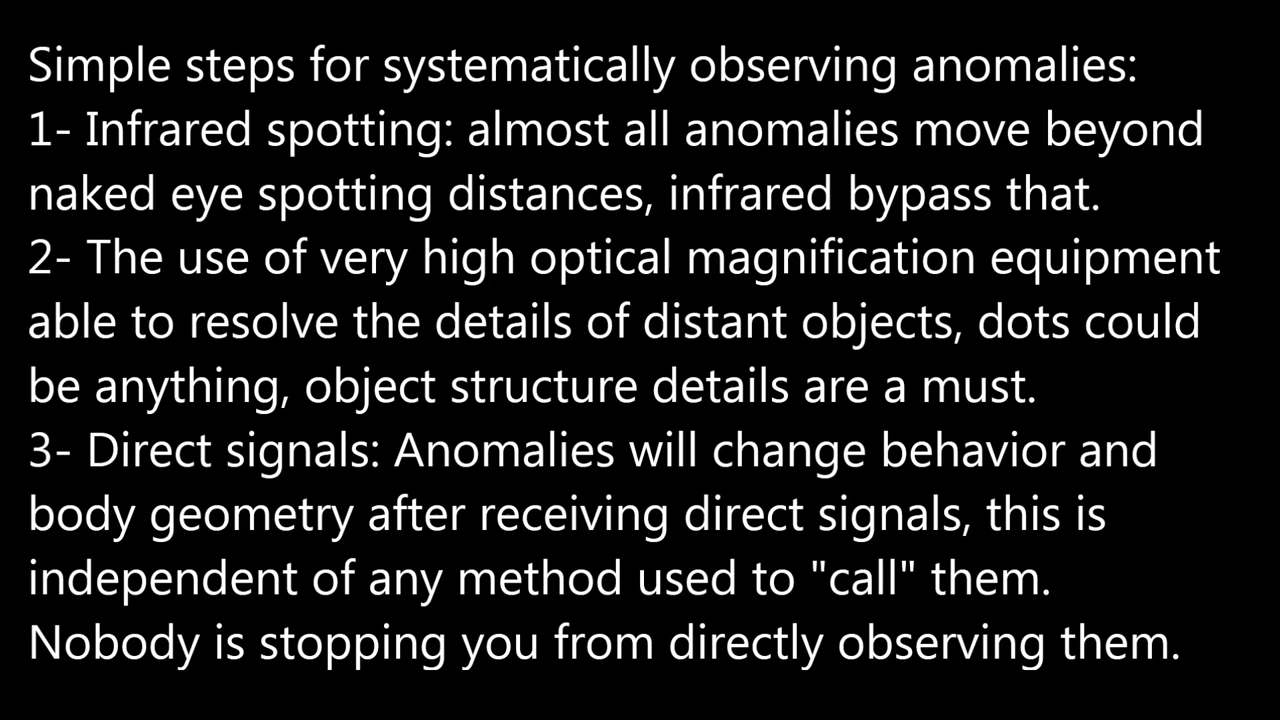 Simple steps for systematically observing anomalies:
1- Infrared spotting: almost all anomalies move beyond
naked eye spotting distances, infrared bypass that.
2- The use of very high optical magnification equipment
able to resolve the details of distant objects, dots could
be anything, object structure details are a must.
3- Direct signals: Anomalies will change behavior and
body geometry after receiving direct signals, this is
independent of any method used to "call" them.
Nobody is stopping you from directly observing them.